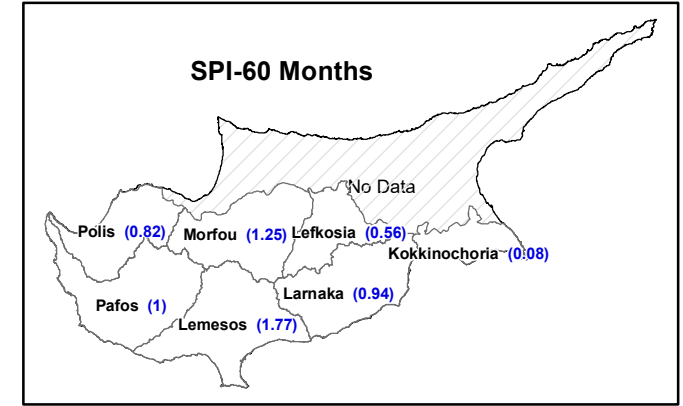 SPI-60 Months
No Data
Polis (0.82)
Morfou (1.25)
Lefkosia (0.56)
Kokkinochoria (0.08)
Pafos (1)
Larnaka (0.94)
Lemesos (1.77)